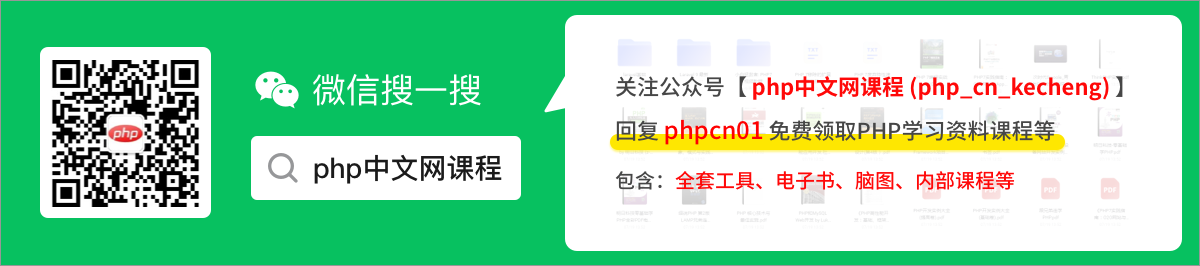 php
微信搜一搜
php中文网课程
关注公众号【 php中文网课程 (php_cn_kecheng) 】
回复 phpcn01 免费领取PHP学习资料课程等
包含：全套工具、电子书、脑图、内部课程等
PDF
PDF